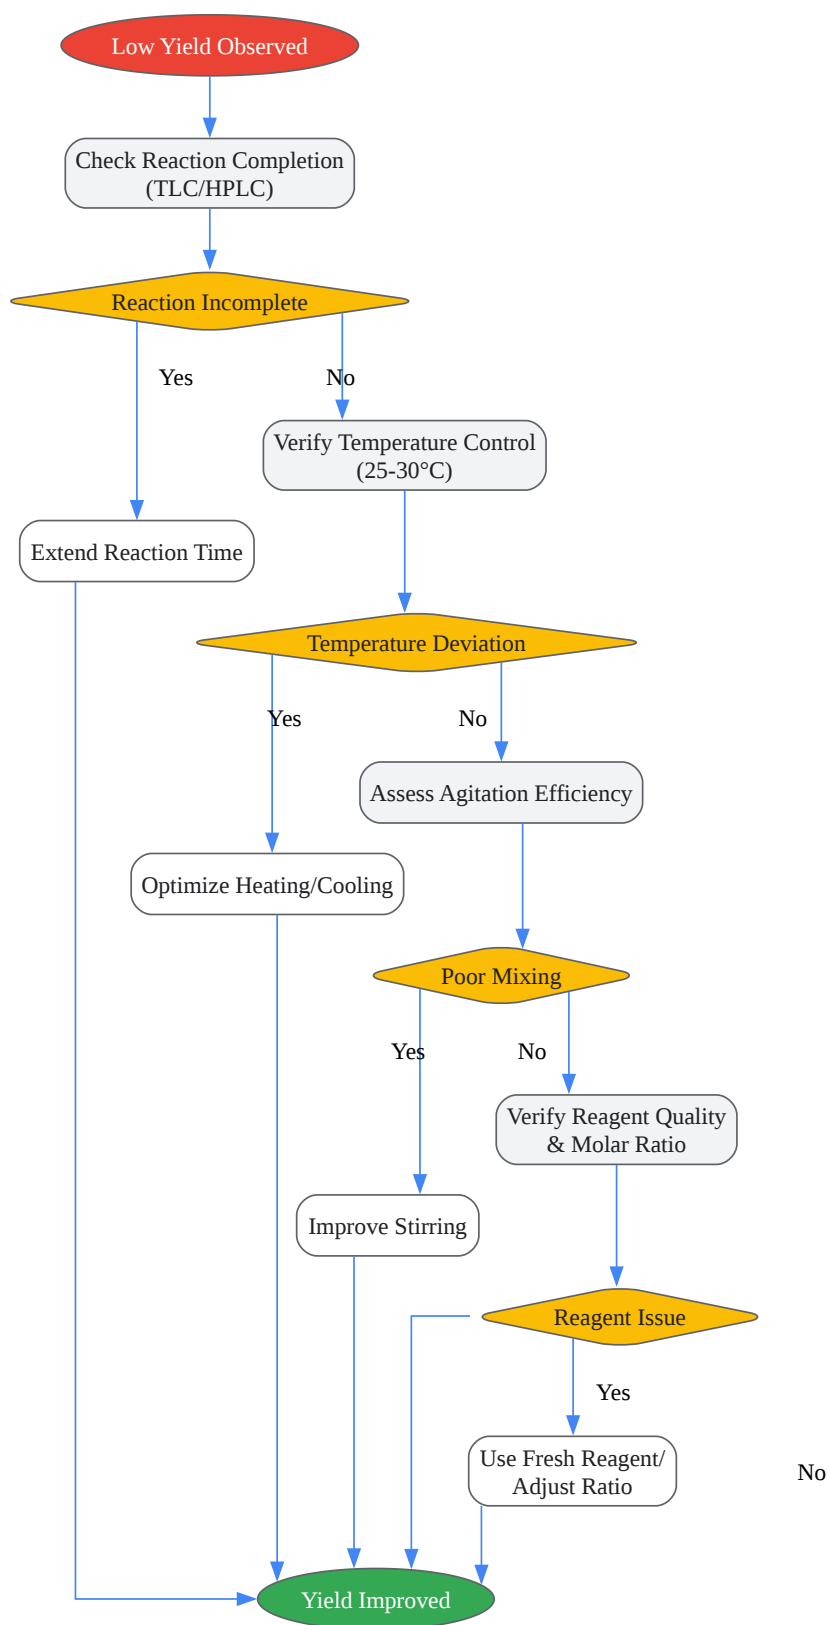 Low Yield Observed
Check Reaction Completion
(TLC/HPLC)
Reaction Incomplete
Yes
No
Verify Temperature Control
(25-30°C)
Extend Reaction Time
Temperature Deviation
Yes
No
Assess Agitation Efficiency
Optimize Heating/Cooling
Poor Mixing
Yes
No
Verify Reagent Quality
& Molar Ratio
Improve Stirring
Reagent Issue
Yes
Use Fresh Reagent/
Adjust Ratio
No
Yield Improved